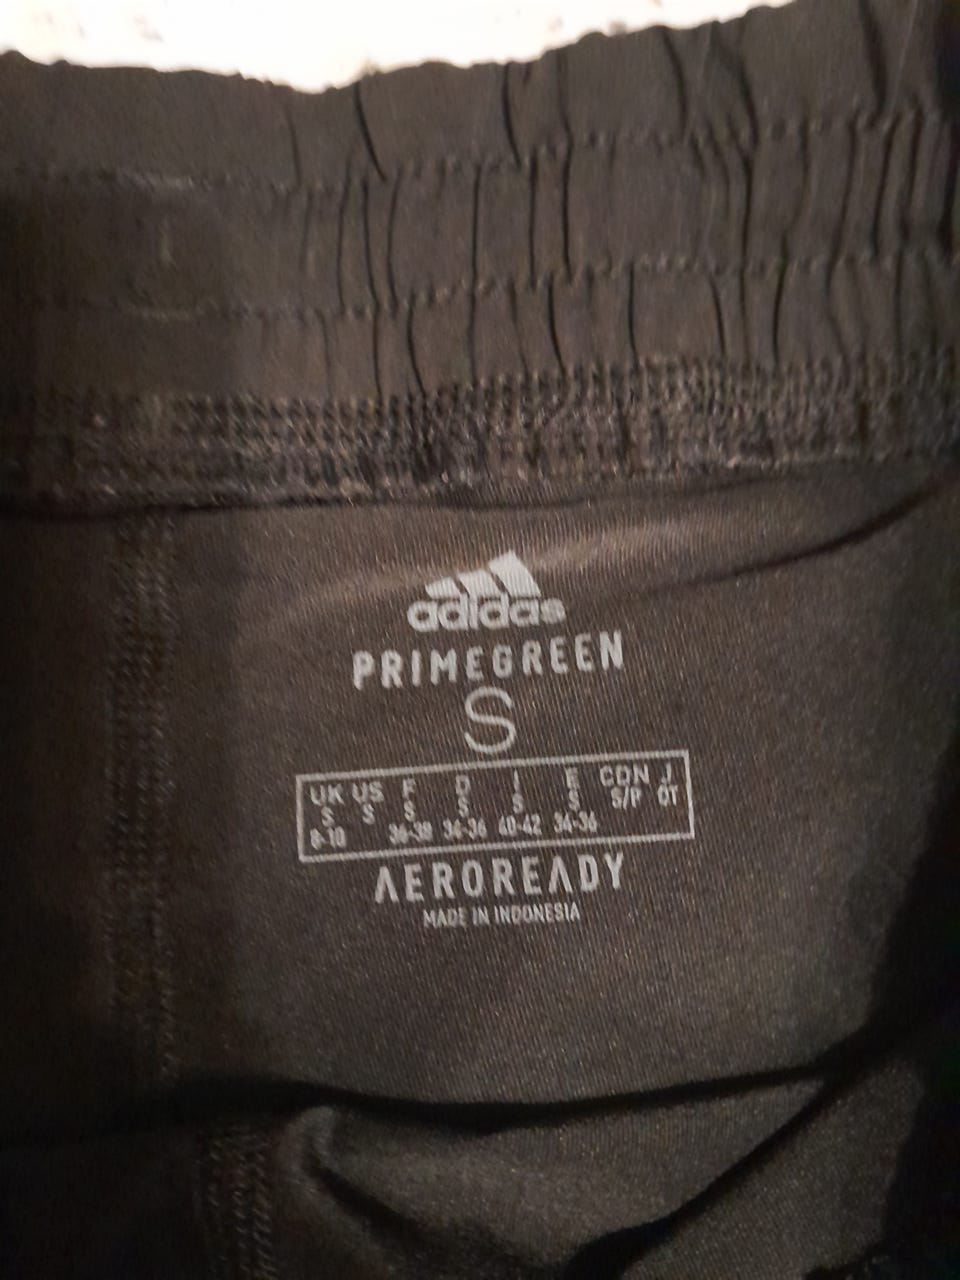 adidas
PRIMEGREEN
S
UK US F D I E CDN J
S S S S S S S/P OT
8-10 36-38 34-36 40-42 34-36
AEROREADY
MADE IN INDONESIA